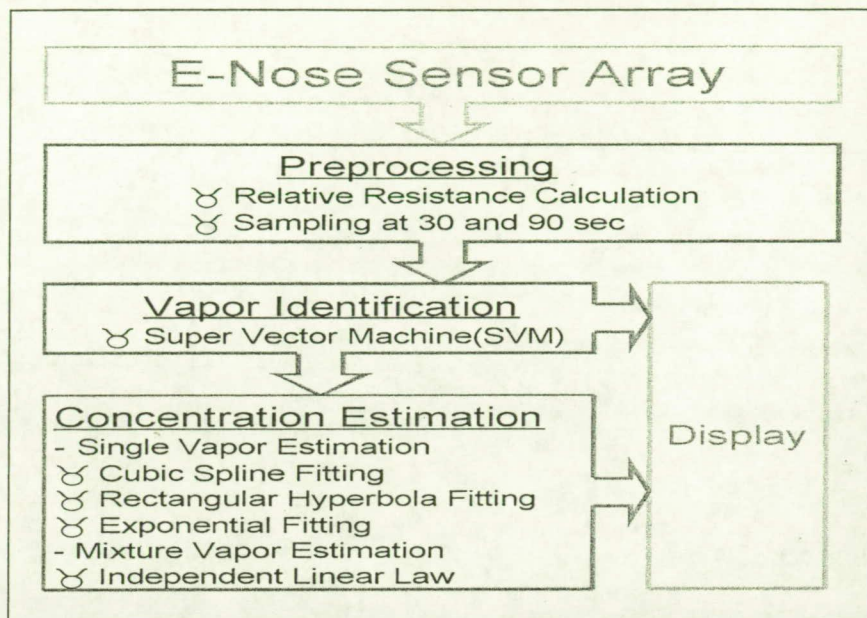 E-Nose Sensor Array
Preprocessing
♉ Relative Resistance Calculation
♉ Sampling at 30 and 90 sec
Vapor Identification
♉ Super Vector Machine(SVM)
Concentration Estimation
- Single Vapor Estimation
♉ Cubic Spline Fitting
♉ Rectangular Hyperbola Fitting
♉ Exponential Fitting
- Mixture Vapor Estimation
♉ Independent Linear Law
Display